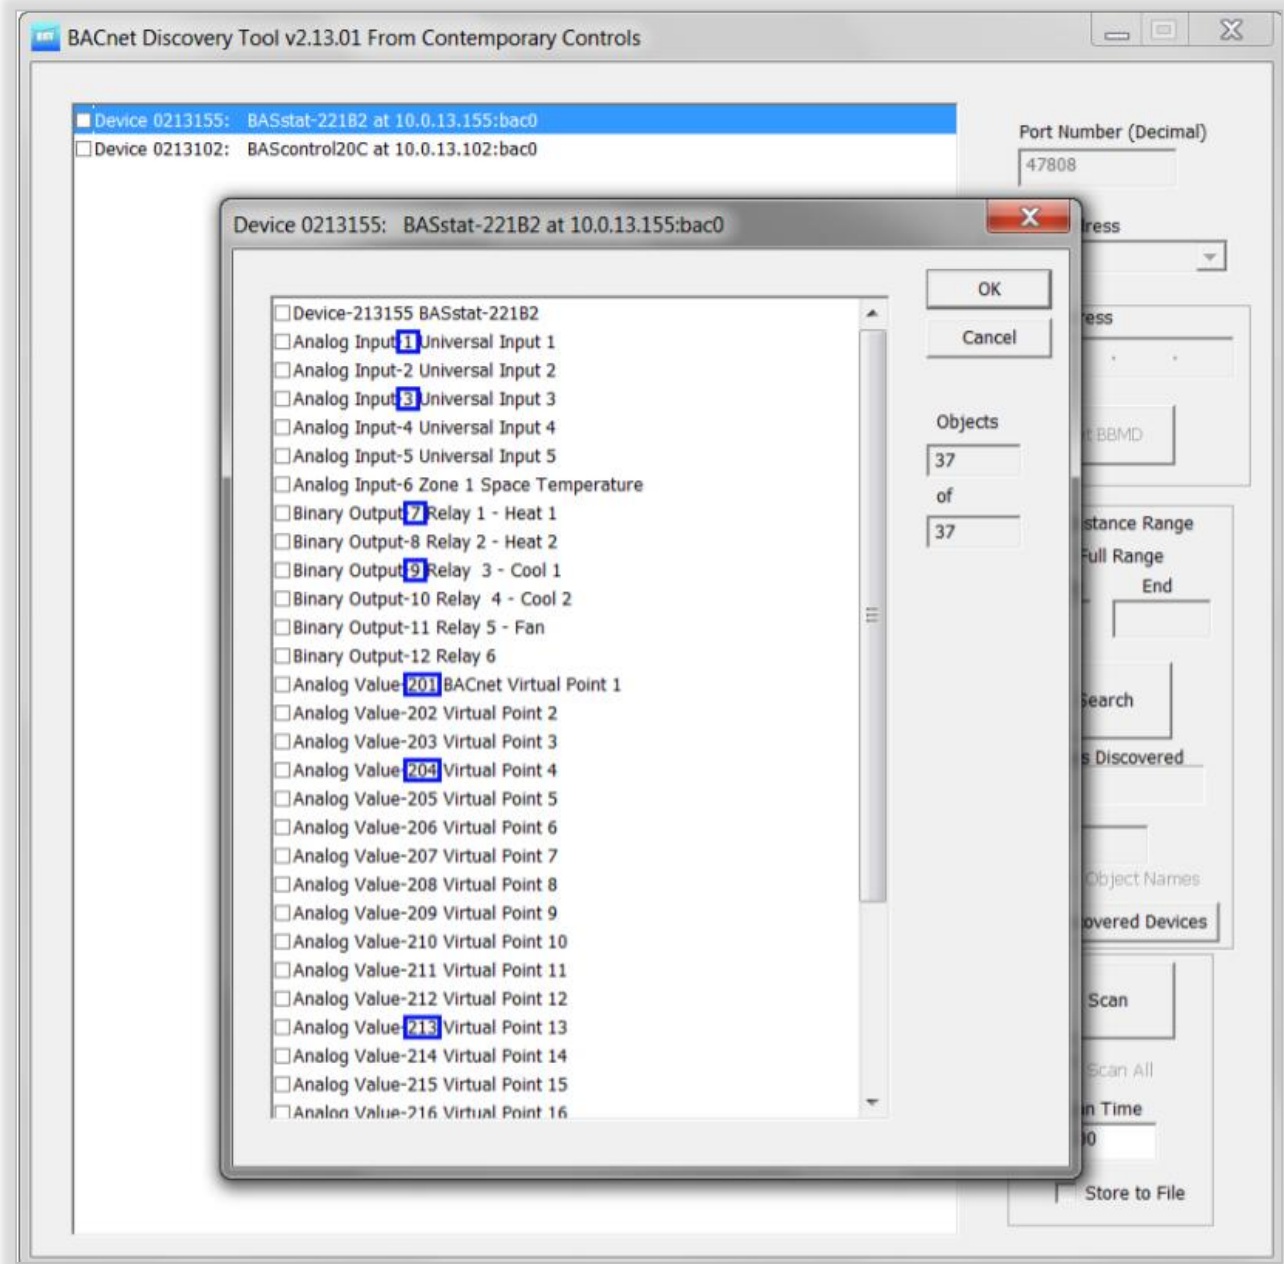 BACnet Discovery Tool v2.13.01 From Contemporary Controls
Device 0213155: BASstat-221B2 at 10.0.13.155:bac0
Device 0213102: BAScontrol20C at 10.0.13.102:bac0
Port Number (Decimal)
47808
Device 0213155: BASstat-221B2 at 10.0.13.155:bac0
Device-213155 BASstat-221B2
Analog Input-1 Universal Input 1
Analog Input-2 Universal Input 2
Analog Input-3 Universal Input 3
Analog Input-4 Universal Input 4
Analog Input-5 Universal Input 5
Analog Input-6 Zone 1 Space Temperature
Binary Output-7 Relay 1 - Heat 1
Binary Output-8 Relay 2 - Heat 2
Binary Output-9 Relay 3 - Cool 1
Binary Output-10 Relay 4 - Cool 2
Binary Output-11 Relay 5 - Fan
Binary Output-12 Relay 6
Analog Value-201 BACnet Virtual Point 1
Analog Value-202 Virtual Point 2
Analog Value-203 Virtual Point 3
Analog Value-204 Virtual Point 4
Analog Value-205 Virtual Point 5
Analog Value-206 Virtual Point 6
Analog Value-207 Virtual Point 7
Analog Value-208 Virtual Point 8
Analog Value-209 Virtual Point 9
Analog Value-210 Virtual Point 10
Analog Value-211 Virtual Point 11
Analog Value-212 Virtual Point 12
Analog Value-213 Virtual Point 13
Analog Value-214 Virtual Point 14
Analog Value-215 Virtual Point 15
Analog Value-216 Virtual Point 16
OK
Cancel
Objects
37
of
37
ress
ess
t BBMD
stance Range
Full Range
End
Search
s Discovered
Object Names
overed Devices
Scan
Scan All
n Time
Store to File